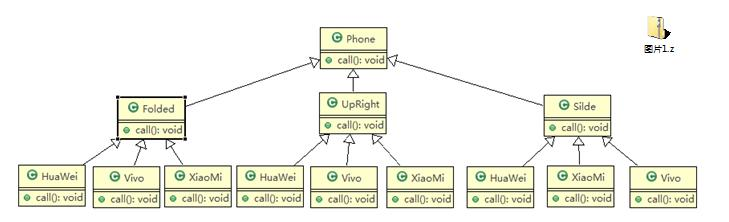 C Phone
call(): void
图片1.z
C Folded
call(): void
C UpRight
call(): void
C Silde
call(): void
C HuaWei
call(): void
C Vivo
call(): void
C XiaoMi
call(): void
C HuaWei
call(): void
C Vivo
call(): void
C XiaoMi
call(): void
C HuaWei
call(): void
C XiaoMi
call(): void
C Vivo
call(): void